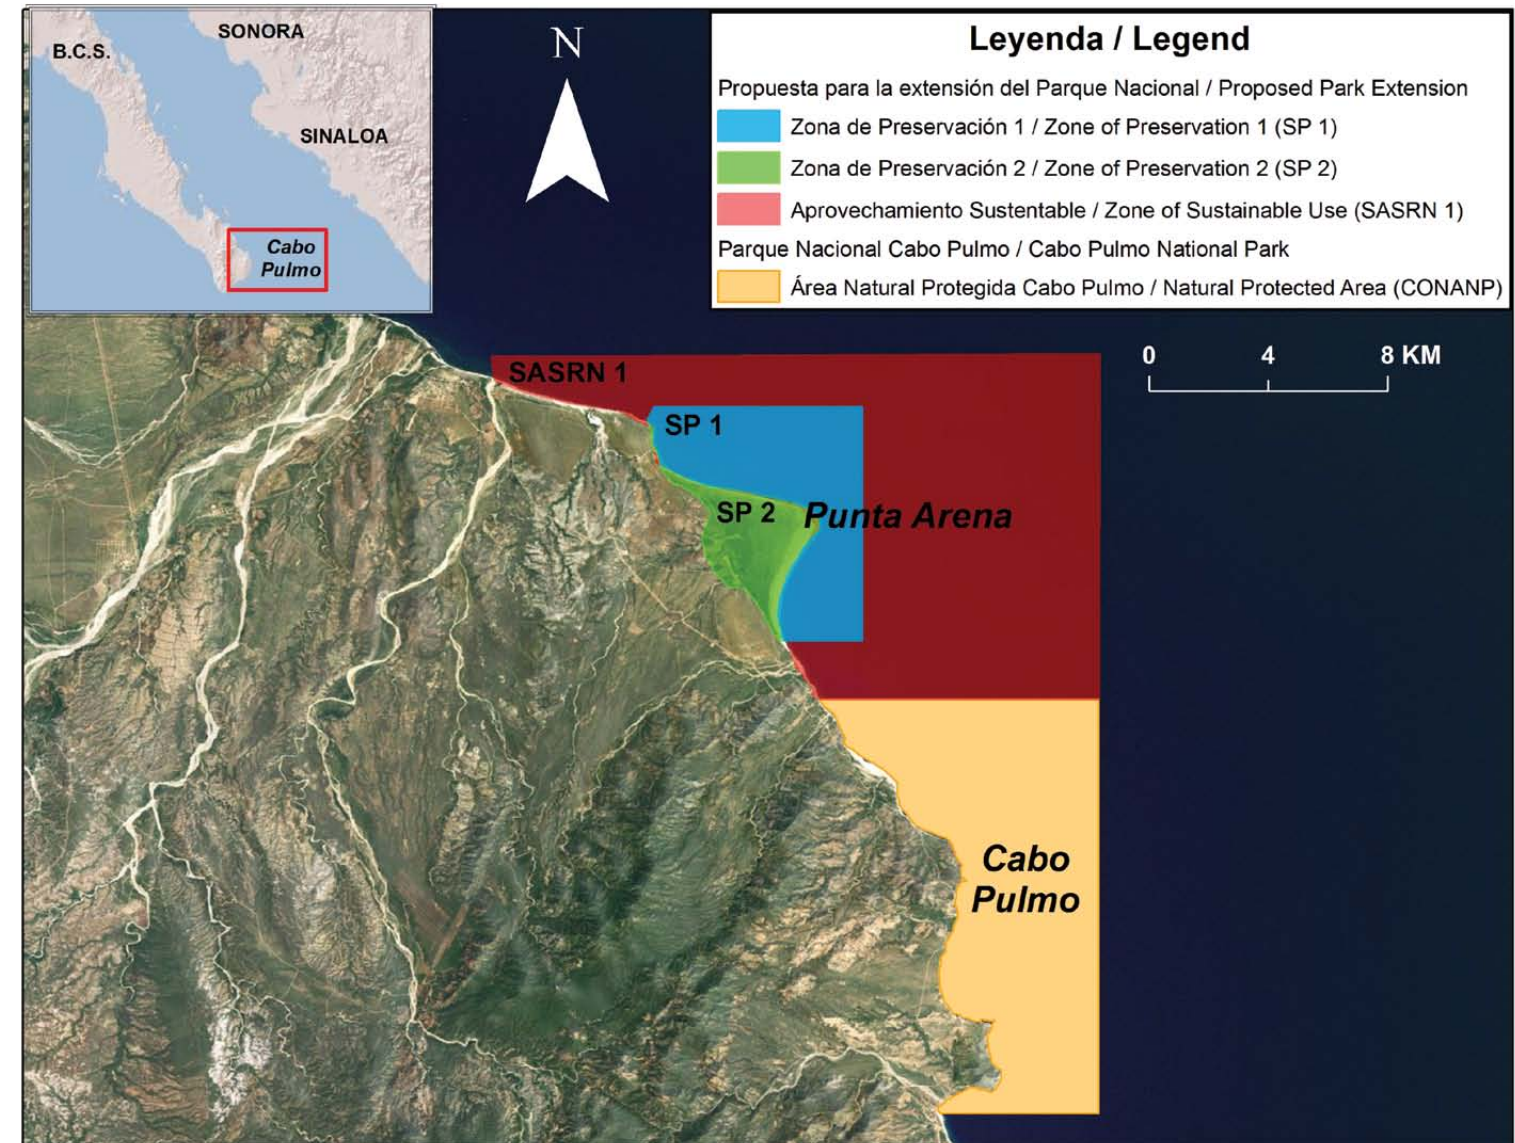 B.C.S.
SONORA
SINALOA
Cabo
Pulmo
N
Leyenda / Legend
Propuesta para la extensión del Parque Nacional / Proposed Park Extension
Zona de Preservación 1 / Zone of Preservation 1 (SP 1)
Zona de Preservación 2 / Zone of Preservation 2 (SP 2)
Aprovechamiento Sustentable / Zone of Sustainable Use (SASRN 1)
Parque Nacional Cabo Pulmo / Cabo Pulmo National Park
Área Natural Protegida Cabo Pulmo / Natural Protected Area (CONANP)
0 4 8 KM
SASRN 1
SP 1
SP 2
Punta Arena
Cabo
Pulmo